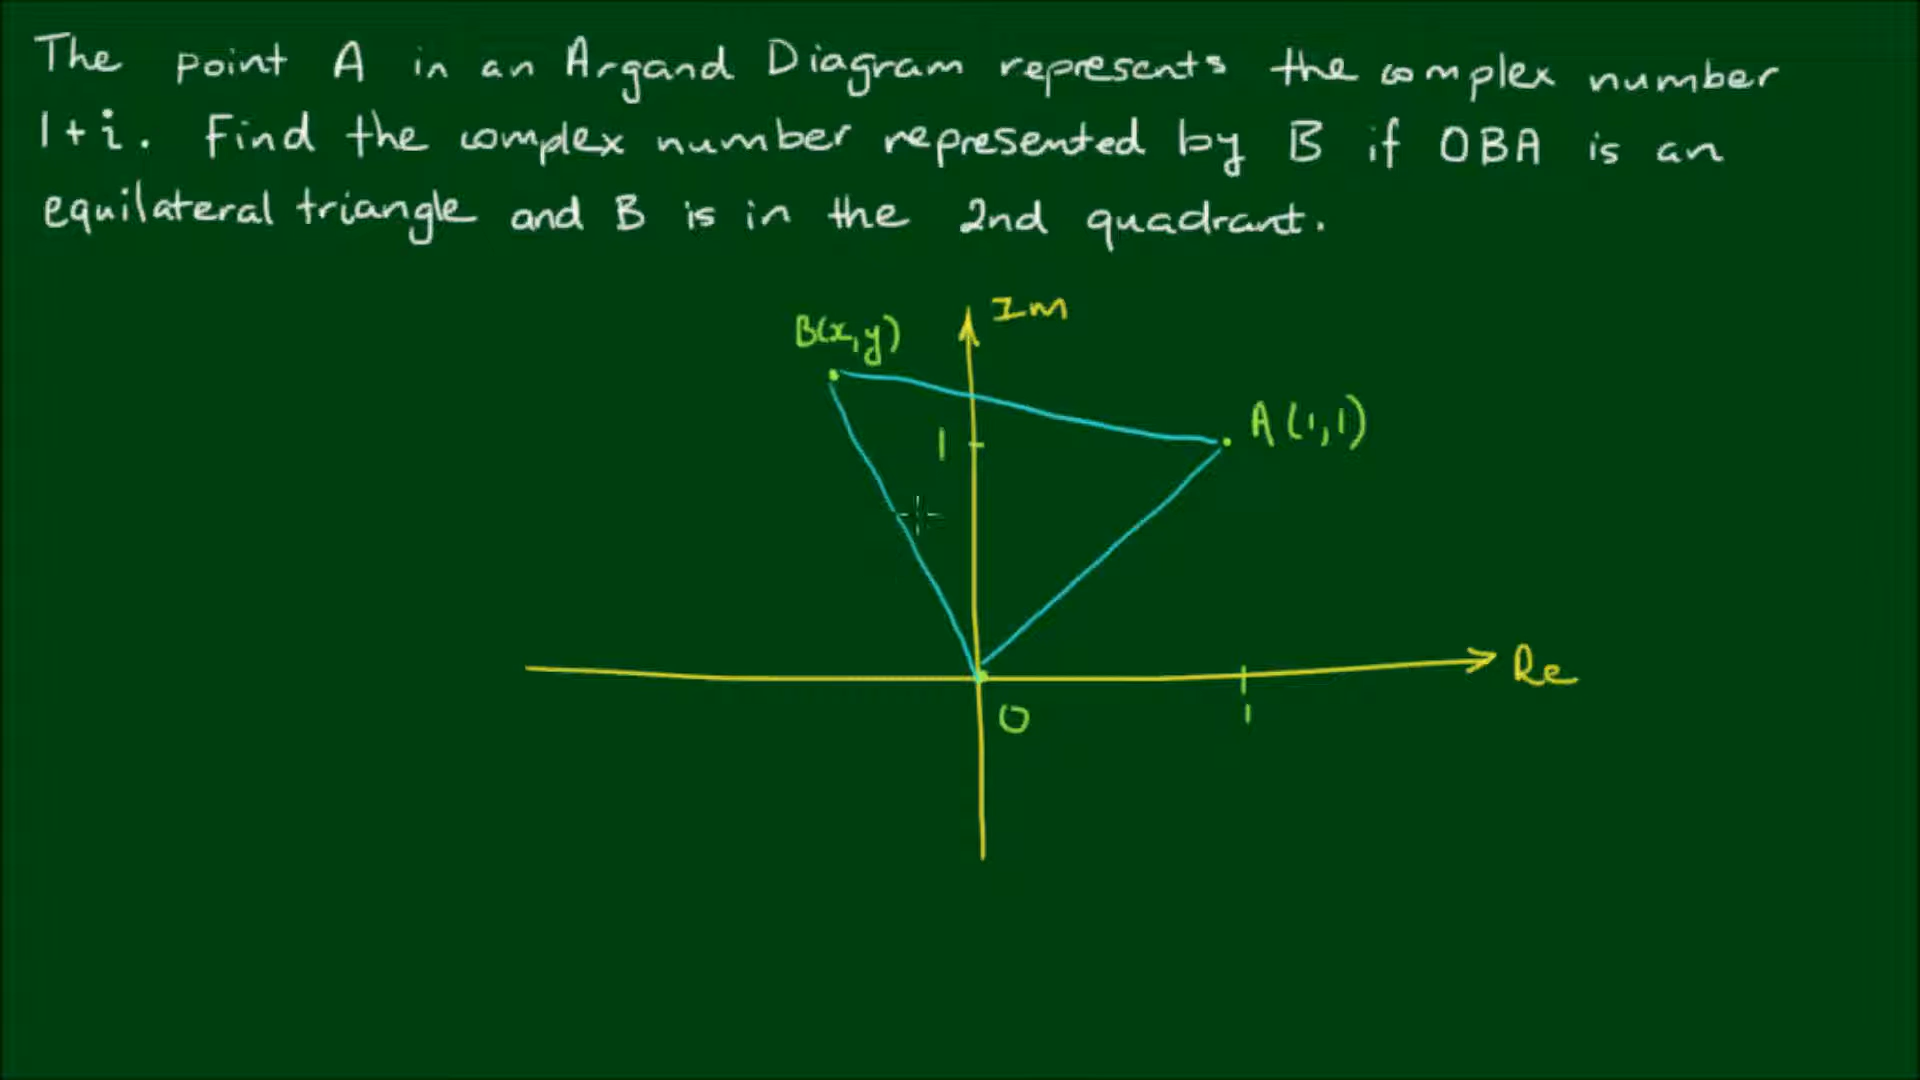 The point A in an Argand Diagram represents the complex number
1+i. Find the complex number represented by B if OBA is an
equilateral triangle and B is in the 2nd quadrant.
Im
B(x,y)
A(1,1)
1
Re
0
1